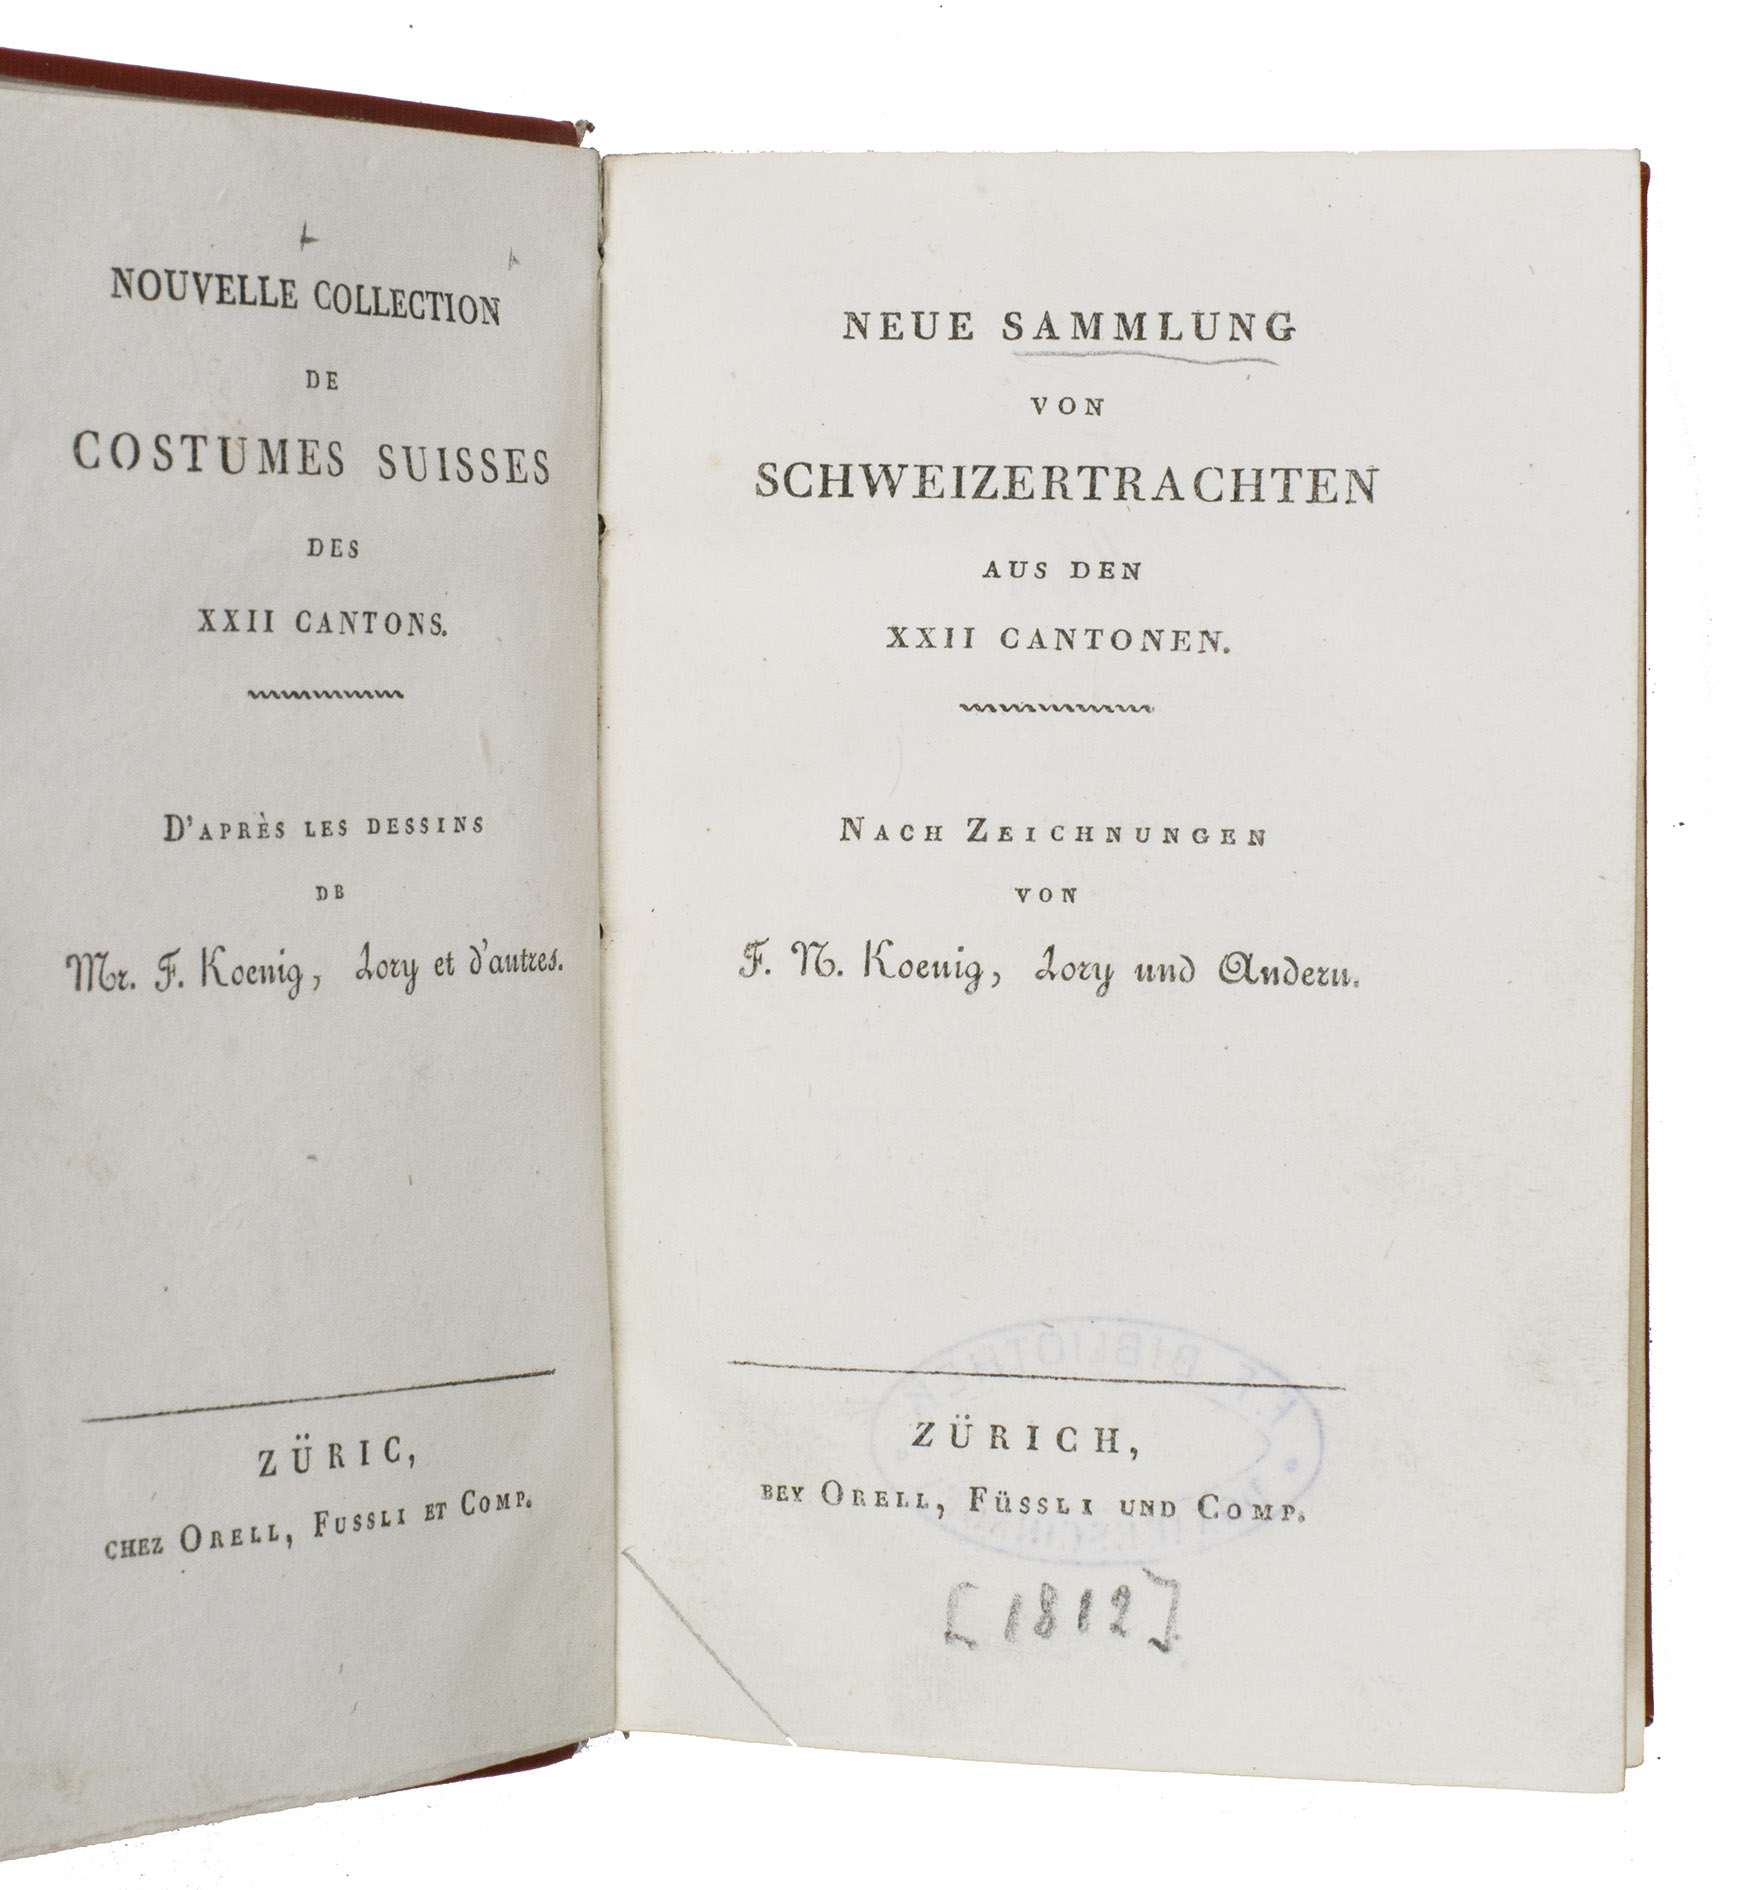 NOUVELLE COLLECTION
DE
COSTUMES SUISSES
DES
XXII CANTONS.
D'APRÈS LES DESSINS
DE
Mr. F. Koenig, Lory et d'autres.
ZÜRIC,
CHEZ ORELL, FUSSLI ET COMP.
NEUE SAMMLUNG
VON
SCHWEIZERTRACHTEN
AUS DEN
XXII CANTONEN.
NACH ZEICHNUNGEN
VON
F. N. Koenig, Lory und Andern.
ZÜRICH,
BEY ORELL, FÜSSLI UND COMP.
[1812]